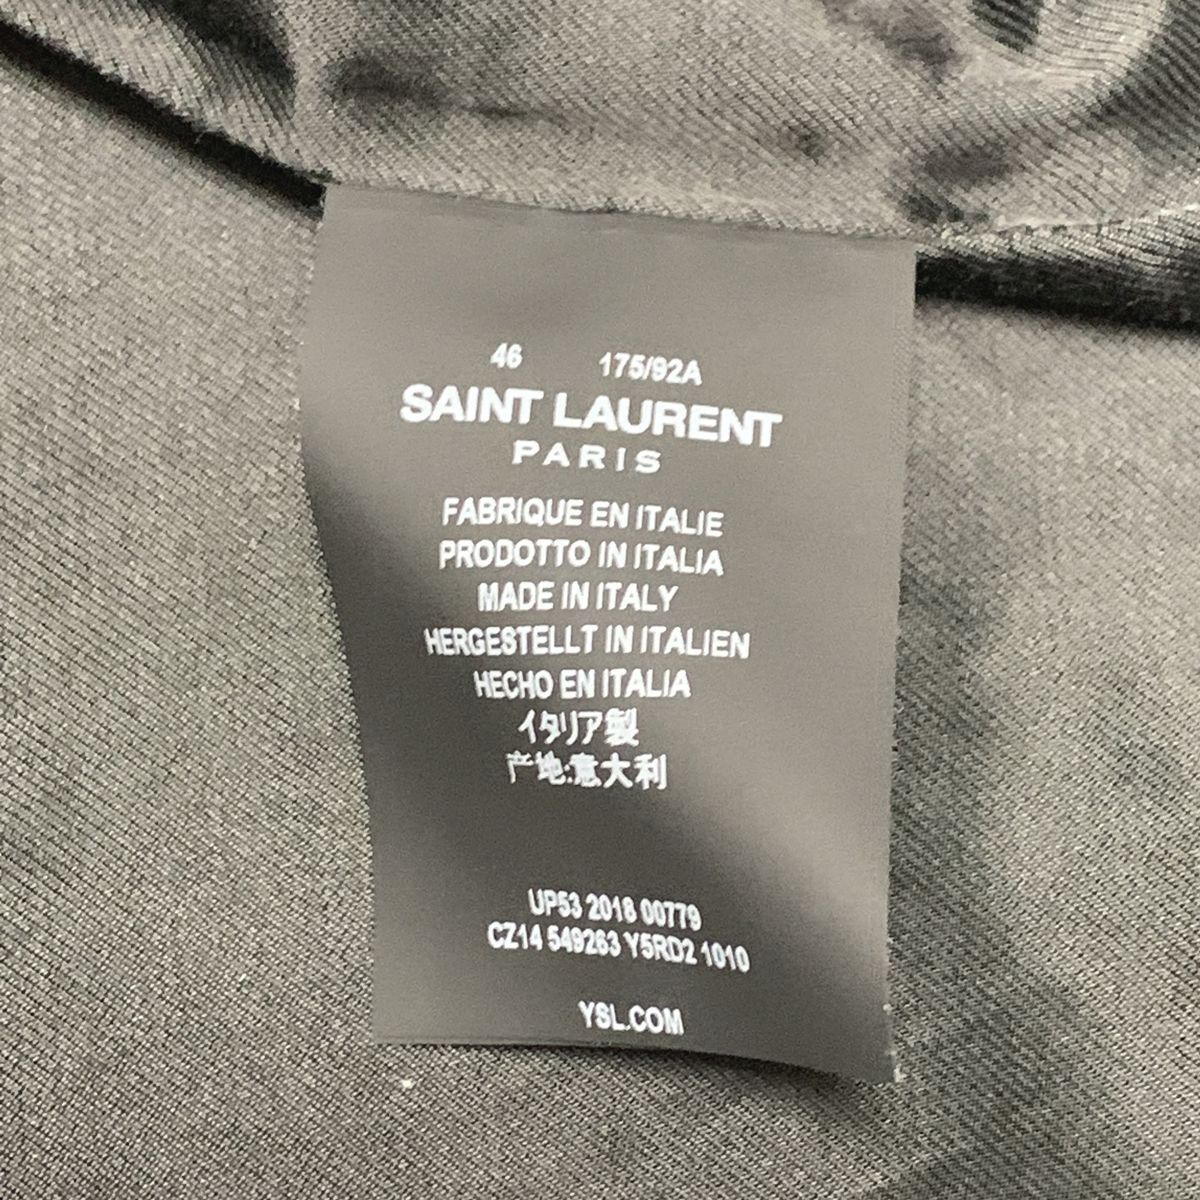 46 175/92A
SAINT LAURENT
PARIS
FABRIQUE EN ITALIE
PRODOTTO IN ITALIA
MADE IN ITALY
HERGESTELLT IN ITALIEN
HECHO EN ITALIA
イタリア製
产地:意大利
UP53 2018 00779
CZ14 549263 Y5RD2 1010
YSL.COM